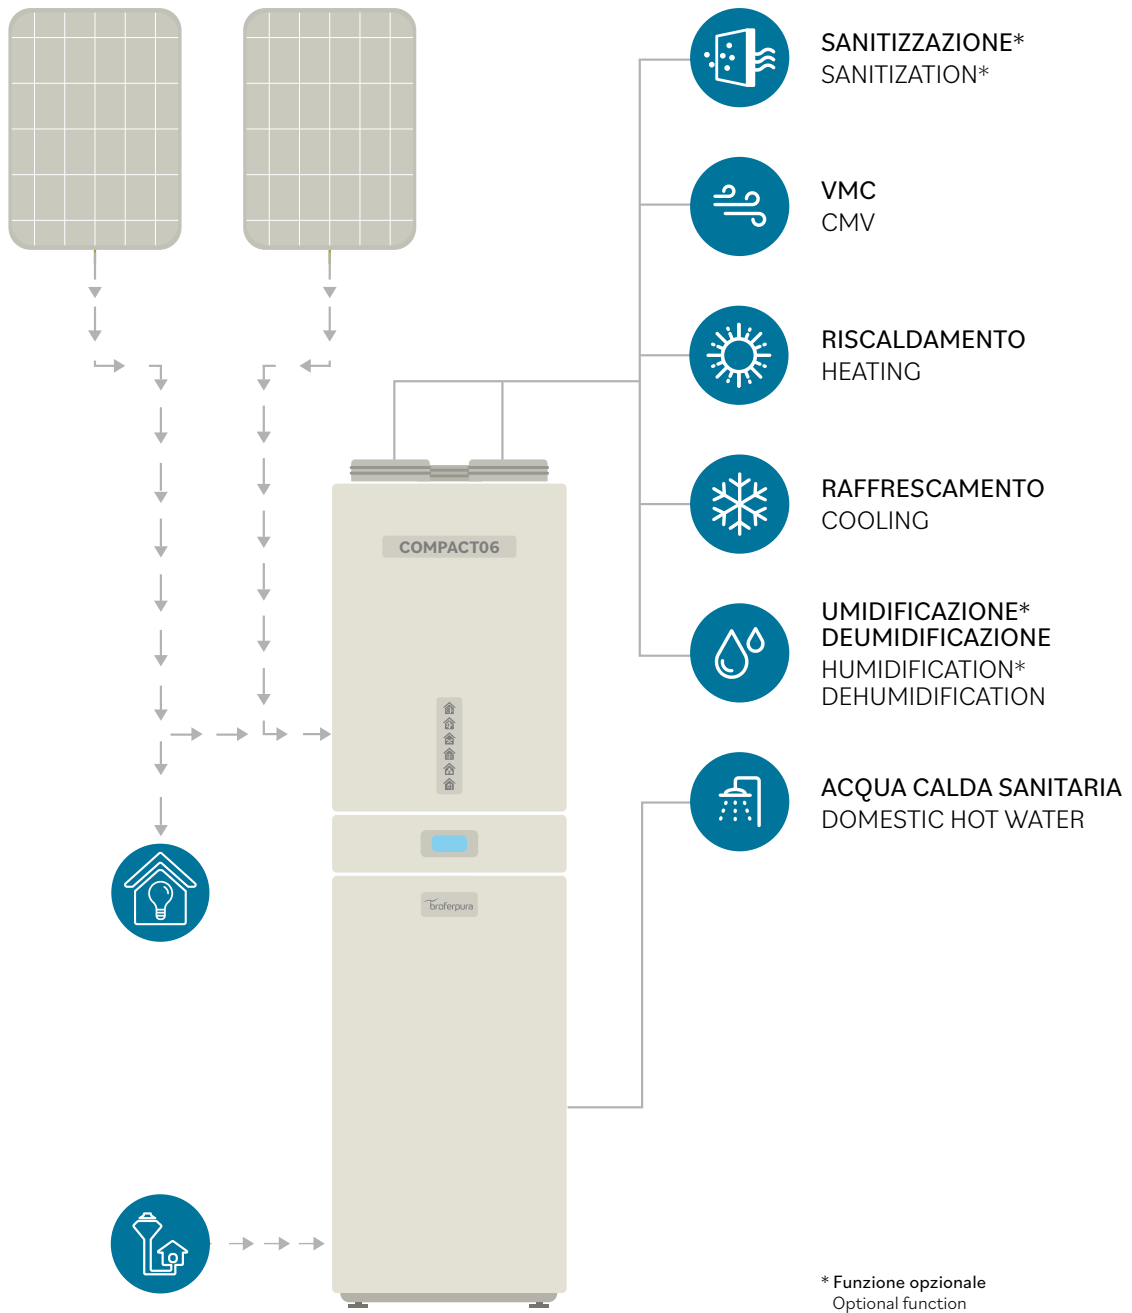 SANITIZZAZIONE*
SANITIZATION*
VMC
CMV
RISCALDAMENTO
HEATING
RAFFRESCAMENTO
COOLING
UMIDIFICAZIONE*
DEUMIDIFICAZIONE
HUMIDIFICATION*
DEHUMIDIFICATION
ACQUA CALDA SANITARIA
DOMESTIC HOT WATER
COMPACT06
broferpura
* Funzione opzionale
Optional function